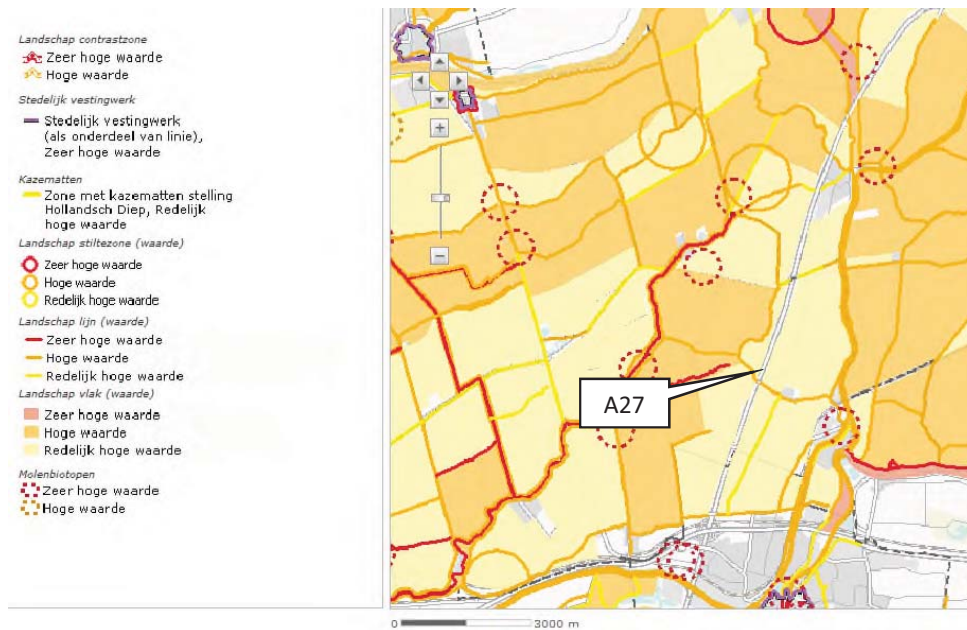 Landschap contrastzone
Zeer hoge waarde
Hoge waarde
Stedelijk vestingwerk
Stedelijk vestingwerk
(als onderdeel van linie),
Zeer hoge waarde
Kazematten
Zone met kazematten stelling
Hollandsch Diep, Redelijk
hoge waarde
Landschap stiltezone (waarde)
Zeer hoge waarde
Hoge waarde
Redelijk hoge waarde
Landschap lijn (waarde)
Zeer hoge waarde
Hoge waarde
Redelijk hoge waarde
Landschap vlak (waarde)
Zeer hoge waarde
Hoge waarde
Redelijk hoge waarde
Molenbiotopen
Zeer hoge waarde
Hoge waarde
A27
0 3000 m